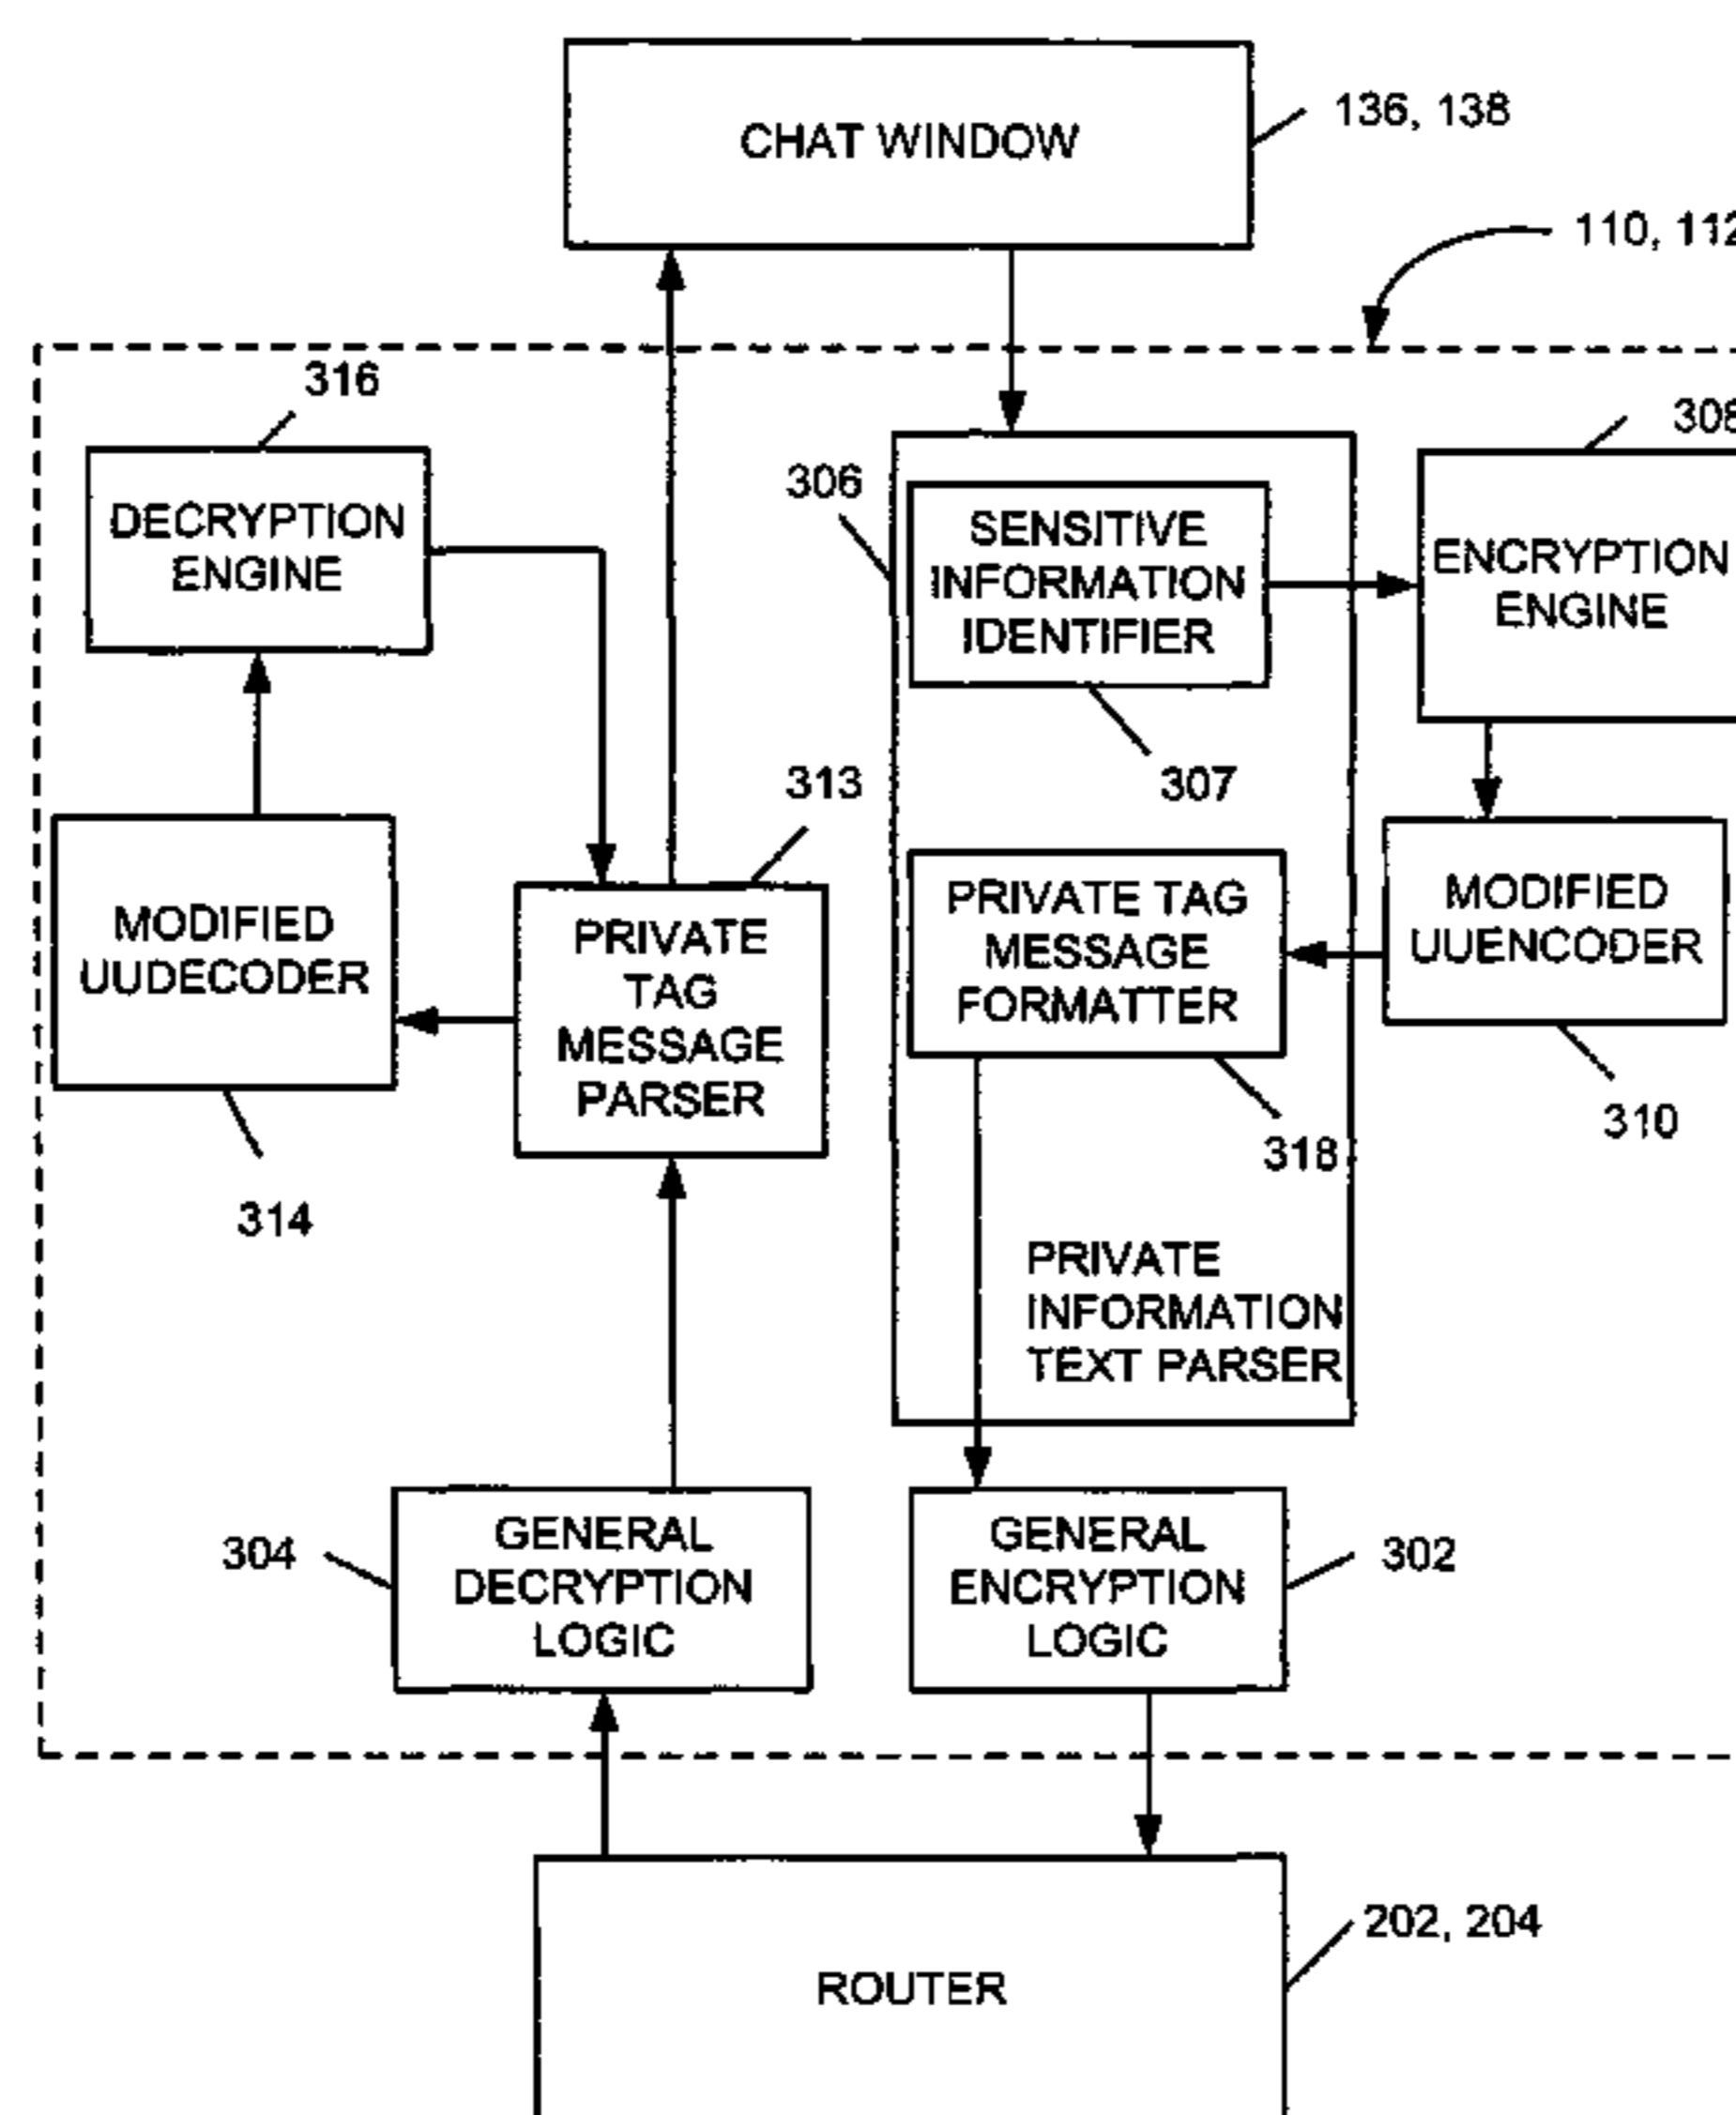 CHAT WINDOW
136, 138
110, 112
316
308
DECRYPTION
ENGINE
306
SENSITIVE
INFORMATION
IDENTIFIER
ENCRYPTION
ENGINE
307
313
MODIFIED
UUDECODER
PRIVATE
TAG
MESSAGE
PARSER
PRIVATE TAG
MESSAGE
FORMATTER
MODIFIED
UUENCODER
310
318
314
PRIVATE
INFORMATION
TEXT PARSER
304
GENERAL
DECRYPTION
LOGIC
GENERAL
ENCRYPTION
LOGIC
302
202, 204
ROUTER